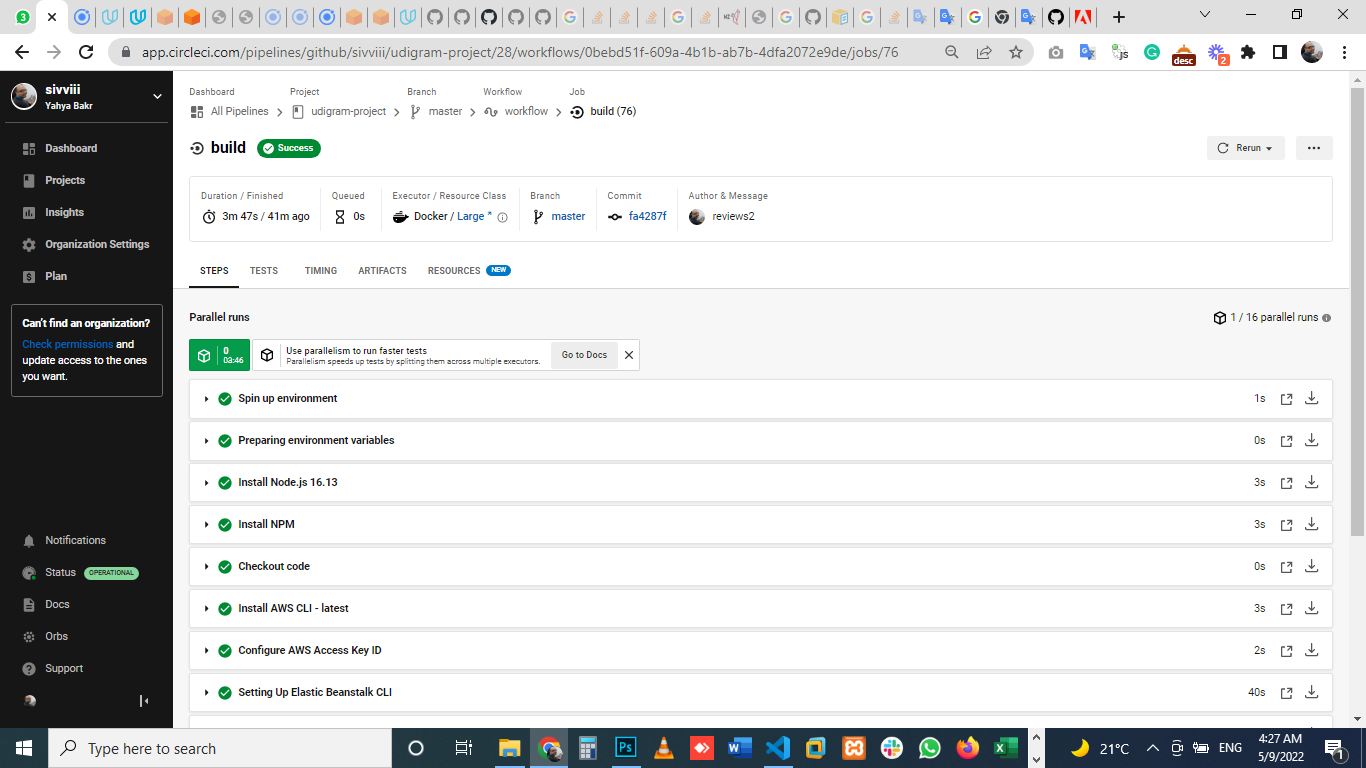 3
app.circleci.com/pipelines/github/sivviii/udigram-project/28/workflows/0bebd51f-609a-4b1b-ab7b-4dfa2072e9de/jobs/76
JS
desc
2
sivviii
Yahya Bakr
Dashboard
Projects
Insights
Organization Settings
Plan
Can't find an organization?
Check permissions and
update access to the ones
you want.
Notifications
Status OPERATIONAL
Docs
Orbs
Support
Dashboard Project Branch Workflow Job
All Pipelines udigram-project master workflow build (76)
build Success
Rerun
Duration / Finished Queued Executor / Resource Class Branch Commit Author & Message
3m 47s / 41m ago 0s Docker / Large * master fa4287f reviews2
STEPS TESTS TIMING ARTIFACTS RESOURCES NEW
Parallel runs
1 / 16 parallel runs
0
03:46
Use parallelism to run faster tests
Parallelism speeds up tests by splitting them across multiple executors.
Go to Docs
Spin up environment 1s
Preparing environment variables 0s
Install Node.js 16.13 3s
Install NPM 3s
Checkout code 0s
Install AWS CLI - latest 3s
Configure AWS Access Key ID 2s
Setting Up Elastic Beanstalk CLI 40s
Type here to search
21°C
ENG
4:27 AM
5/9/2022
1